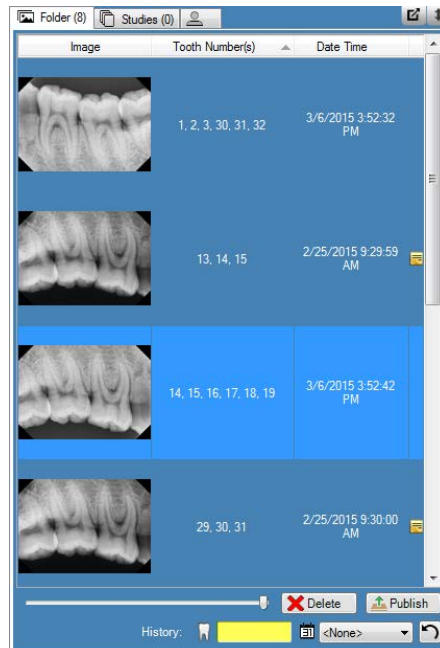 Folder (8) Studies (0)
Image Tooth Number(s) Date Time
1, 2, 3, 30, 31, 32 3/6/2015 3:52:32
PM
13, 14, 15 2/25/2015 9:29:59
AM
14, 15, 16, 17, 18, 19 3/6/2015 3:52:42
PM
29, 30, 31 2/25/2015 9:30:00
AM
Delete Publish
History: <None>